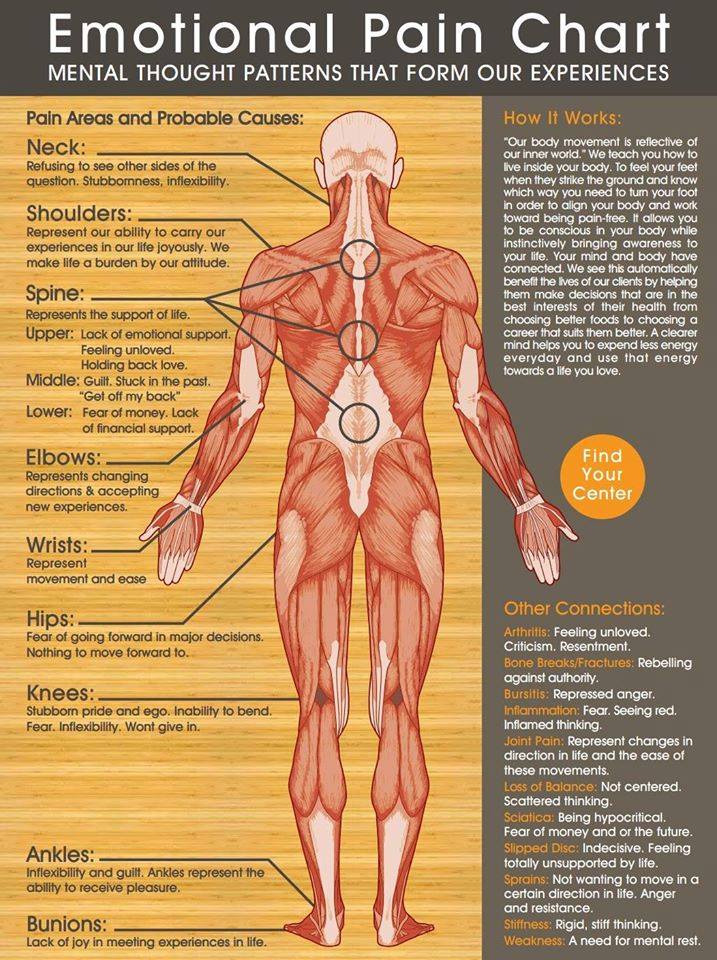 Emotional Pain Chart
MENTAL THOUGHT PATTERNS THAT FORM OUR EXPERIENCES
Pain Areas and Probable Causes:
Neck:
Refusing to see other sides of the
question. Stubbornness, inflexibility.
Shoulders:
Represent our ability to carry our
experiences in our life joyously. We
make life a burden by our attitude.
Spine:
Represents the support of life.
Upper: Lack of emotional support.
Feeling unloved.
Holding back love.
Middle: Guilt. Stuck in the past.
"Get off my back"
Lower: Fear of money. Lack
of financial support.
Elbows:
Represents changing
directions & accepting
new experiences.
Wrists:
Represent
movement and ease
Hips:
Fear of going forward in major decisions.
Nothing to move forward to.
Knees:
Stubborn pride and ego. Inability to bend.
Fear. Inflexibility. Wont give in.
Ankles:
Inflexibility and guilt. Ankles represent the
ability to receive pleasure.
Bunions:
Lack of joy in meeting experiences in life.
How It Works:
"Our body movement is reflective of
our inner world." We teach you how to
live inside your body. To feel your feet
when they strike the ground and know
which way you need to turn your foot
in order to align your body and work
toward being pain-free. It allows you
to be conscious in your body while
instinctively bringing awareness to
your life. Your mind and body have
connected. We see this automatically
benefit the lives of our clients by helping
them make decisions that are in the
best interests of their health from
choosing better foods to choosing a
career that suits them better. A clearer
mind helps you to expend less energy
everyday and use that energy
towards a life you love.
Find
Your
Center
Other Connections:
Arthritis: Feeling unloved.
Criticism. Resentment.
Bone Breaks/Fractures: Rebelling
against authority.
Bursitis: Repressed anger.
Inflammation: Fear. Seeing red.
Inflamed thinking.
Joint Pain: Represent changes in
direction in life and the ease of
these movements.
Loss of Balance: Not centered.
Scattered thinking.
Sciatica: Being hypocritical.
Fear of money and or the future.
Slipped Disc: Indecisive. Feeling
totally unsupported by life.
Sprains: Not wanting to move in a
certain direction in life. Anger
and resistance.
Stiffness: Rigid, stiff thinking.
Weakness: A need for mental rest.